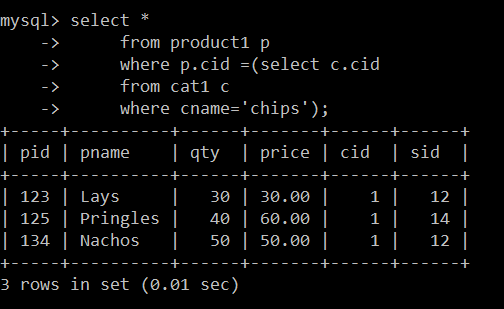 mysql> select *
    ->       from product1 p
    ->       where p.cid =(select c.cid
    ->       from cat1 c
    ->       where cname='chips');
+-----+----------+------+-------+------+------+
| pid | pname    | qty  | price | cid  | sid  |
+-----+----------+------+-------+------+------+
| 123 | Lays     |   30 | 30.00 |    1 |   12 |
| 125 | Pringles |   40 | 60.00 |    1 |   14 |
| 134 | Nachos   |   50 | 50.00 |    1 |   12 |
+-----+----------+------+-------+------+------+
3 rows in set (0.01 sec)